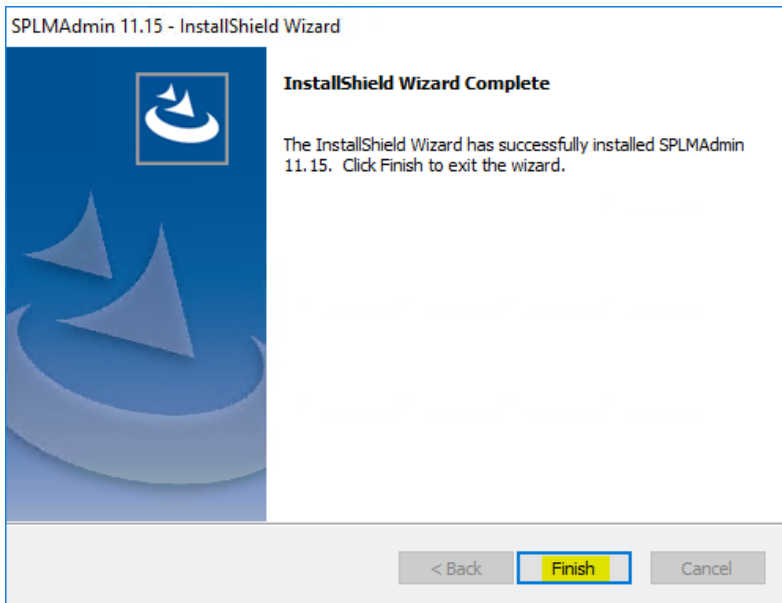 SPLMAdmin 11.15 - InstallShield Wizard
InstallShield Wizard Complete
The InstallShield Wizard has successfully installed SPLMAdmin
11.15. Click Finish to exit the wizard.
< Back Finish Cancel